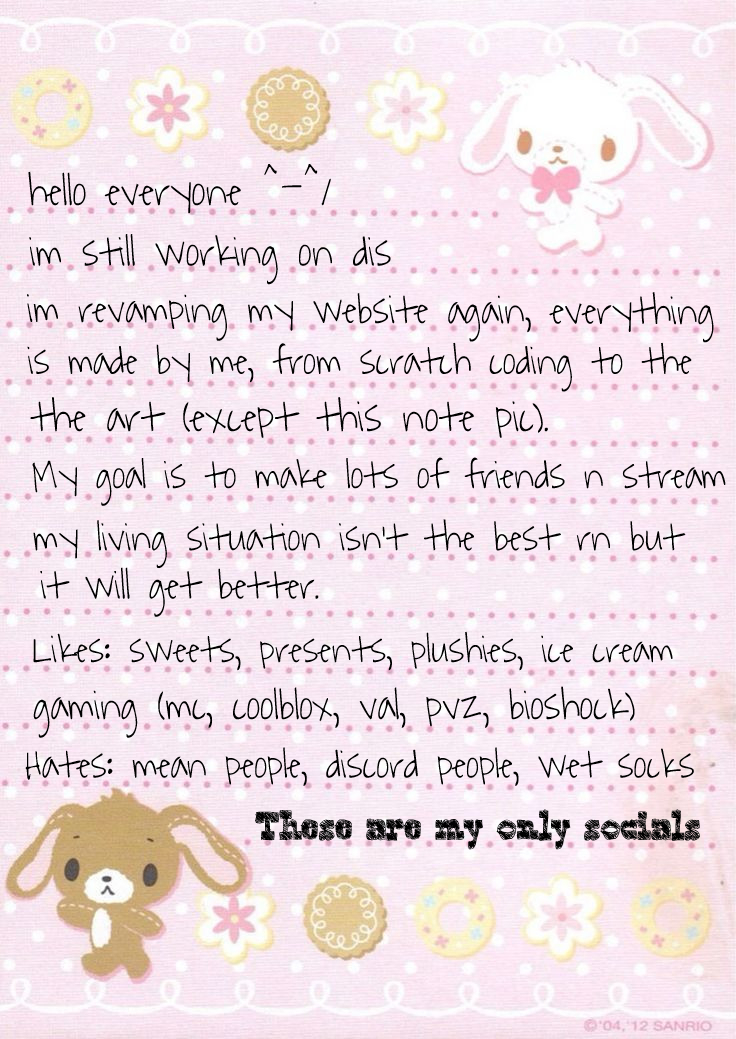 hello everyone ^-^/
im still working on dis
im revamping my website again, everything
is made by me, from scratch coding to the
the art (except this note pic).
My goal is to make lots of friends n stream
my living situation isn't the best rn but
it will get better.
Likes: sweets, presents, plushies, ice cream
gaming (mc, coolblox, val, pvz, bioshock)
Hates: mean people, discord people, wet socks
These are my only socials
©'04,'12 SANRIO